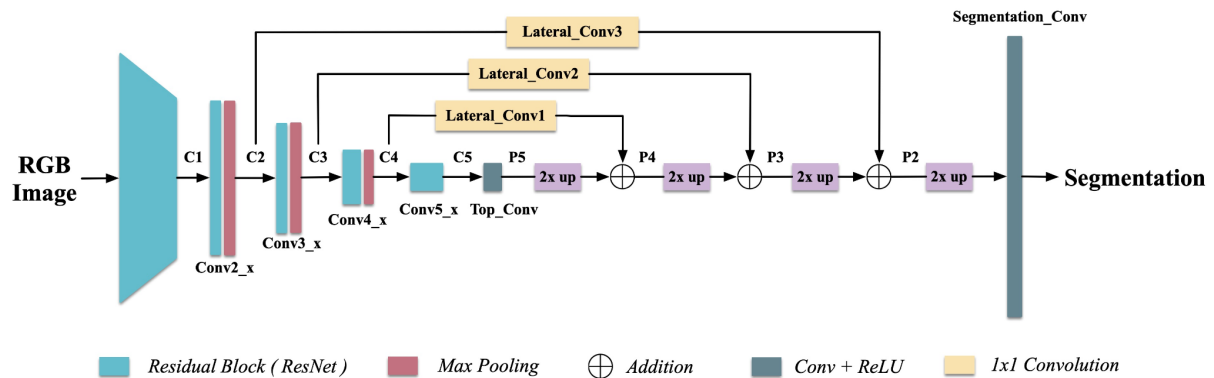 Segmentation_Conv
Lateral_Conv3
Lateral_Conv2
Lateral_Conv1
RGB
Image
C1
C2
C3
C4
C5
P5
P4
P3
P2
2x up
2x up
2x up
2x up
Segmentation
Conv2_x
Conv3_x
Conv4_x
Conv5_x
Top_Conv
Residual Block ( ResNet )
Max Pooling
Addition
Conv + ReLU
1x1 Convolution